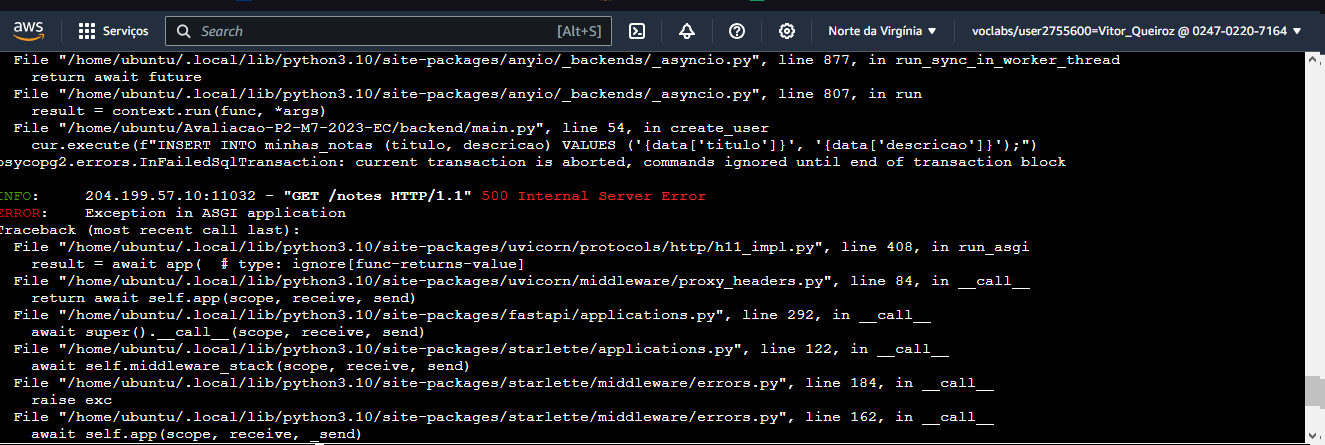 aws Serviços Search [Alt+S] Norte da Virgínia voclabs/user2755600=Vitor_Queiroz @ 0247-0220-7164
File "/home/ubuntu/.local/lib/python3.10/site-packages/anyio/_backends/_asyncio.py", line 877, in run_sync_in_worker_thread
return await future
File "/home/ubuntu/.local/lib/python3.10/site-packages/anyio/_backends/_asyncio.py", line 807, in run
result = context.run(func, *args)
File "/home/ubuntu/Avaliacao-P2-M7-2023-EC/backend/main.py", line 54, in create_user
cur.execute(f"INSERT INTO minhas_notas (titulo, descricao) VALUES ('{data['titulo']}', '{data['descricao']}');")
psycopg2.errors.InFailedSqlTransaction: current transaction is aborted, commands ignored until end of transaction block
INFO: 204.199.57.10:11032 - "GET /notes HTTP/1.1" 500 Internal Server Error
ERROR: Exception in ASGI application
Traceback (most recent call last):
File "/home/ubuntu/.local/lib/python3.10/site-packages/uvicorn/protocols/http/h11_impl.py", line 408, in run_asgi
result = await app(  # type: ignore[func-returns-value]
File "/home/ubuntu/.local/lib/python3.10/site-packages/uvicorn/middleware/proxy_headers.py", line 84, in __call__
return await self.app(scope, receive, send)
File "/home/ubuntu/.local/lib/python3.10/site-packages/fastapi/applications.py", line 292, in __call__
await super().__call__(scope, receive, send)
File "/home/ubuntu/.local/lib/python3.10/site-packages/starlette/applications.py", line 122, in __call__
await self.middleware_stack(scope, receive, send)
File "/home/ubuntu/.local/lib/python3.10/site-packages/starlette/middleware/errors.py", line 184, in __call__
raise exc
File "/home/ubuntu/.local/lib/python3.10/site-packages/starlette/middleware/errors.py", line 162, in __call__
await self.app(scope, receive, _send)